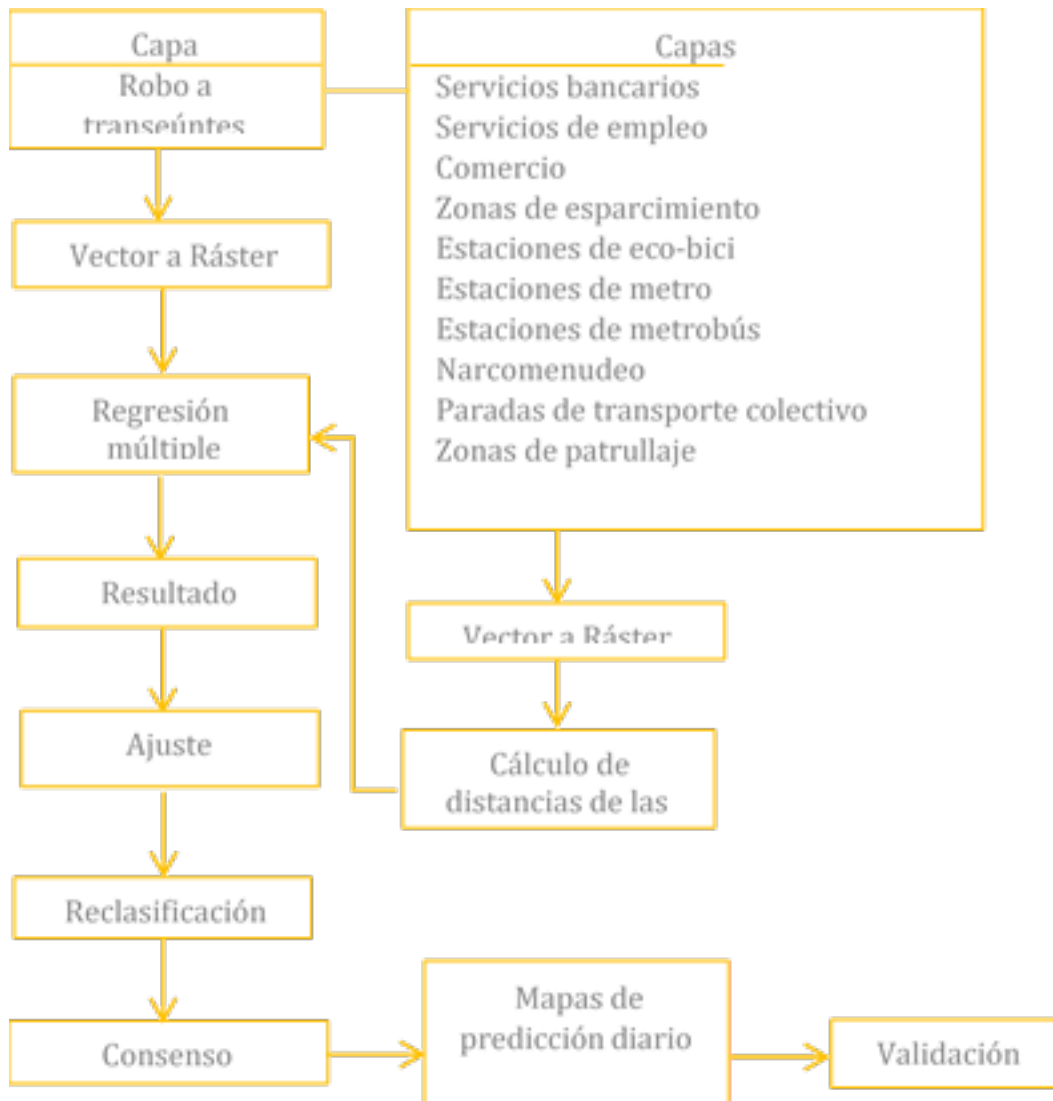 Capa
Robo a
transeúntes
Capas
Servicios bancarios
Servicios de empleo
Comercio
Zonas de esparcimiento
Estaciones de eco-bici
Estaciones de metro
Estaciones de metrobús
Narcomenudeo
Paradas de transporte colectivo
Zonas de patrullaje
Vector a Ráster
Regresión
múltiple
Resultado
Vector a Ráster
Ajuste
Cálculo de
distancias de las
Reclasificación
Consenso
Mapas de
predicción diario
Validación